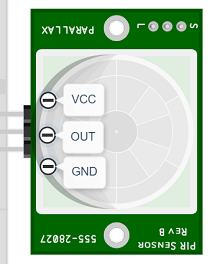 PARALLAX
S
L
VCC
OUT
GND
555-28027
PIR SENSOR
REV B